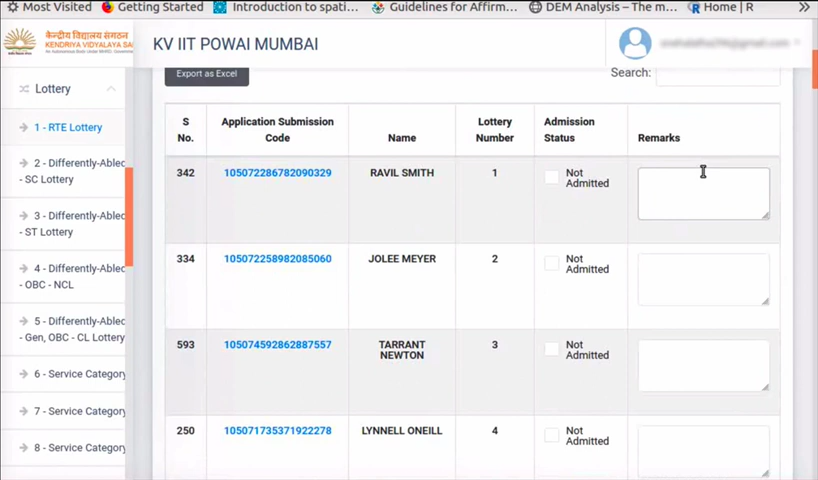 Most Visited Getting Started Introduction to spati... Guidelines for Affirm... DEM Analysis – The m... Home | R
केन्द्रीय विद्यालय संगठन
KENDRIYA VIDYALAYA SA
KV IIT POWAI MUMBAI
Export as Excel
Search:
Lottery
1 - RTE Lottery
2 - Differently-Abled
- SC Lottery
3 - Differently-Abled
- ST Lottery
4 - Differently-Abled
- OBC - NCL
5 - Differently-Abled
- Gen, OBC - CL Lottery
6 - Service Category
7 - Service Category
8 - Service Category
S No. Application Submission Code Name Lottery Number Admission Status Remarks
342 105072286782090329 RAVIL SMITH 1 Not Admitted
334 105072258982085060 JOLEE MEYER 2 Not Admitted
593 105074592862887557 TARRANT NEWTON 3 Not Admitted
250 105071735371922278 LYNNELL ONEILL 4 Not Admitted